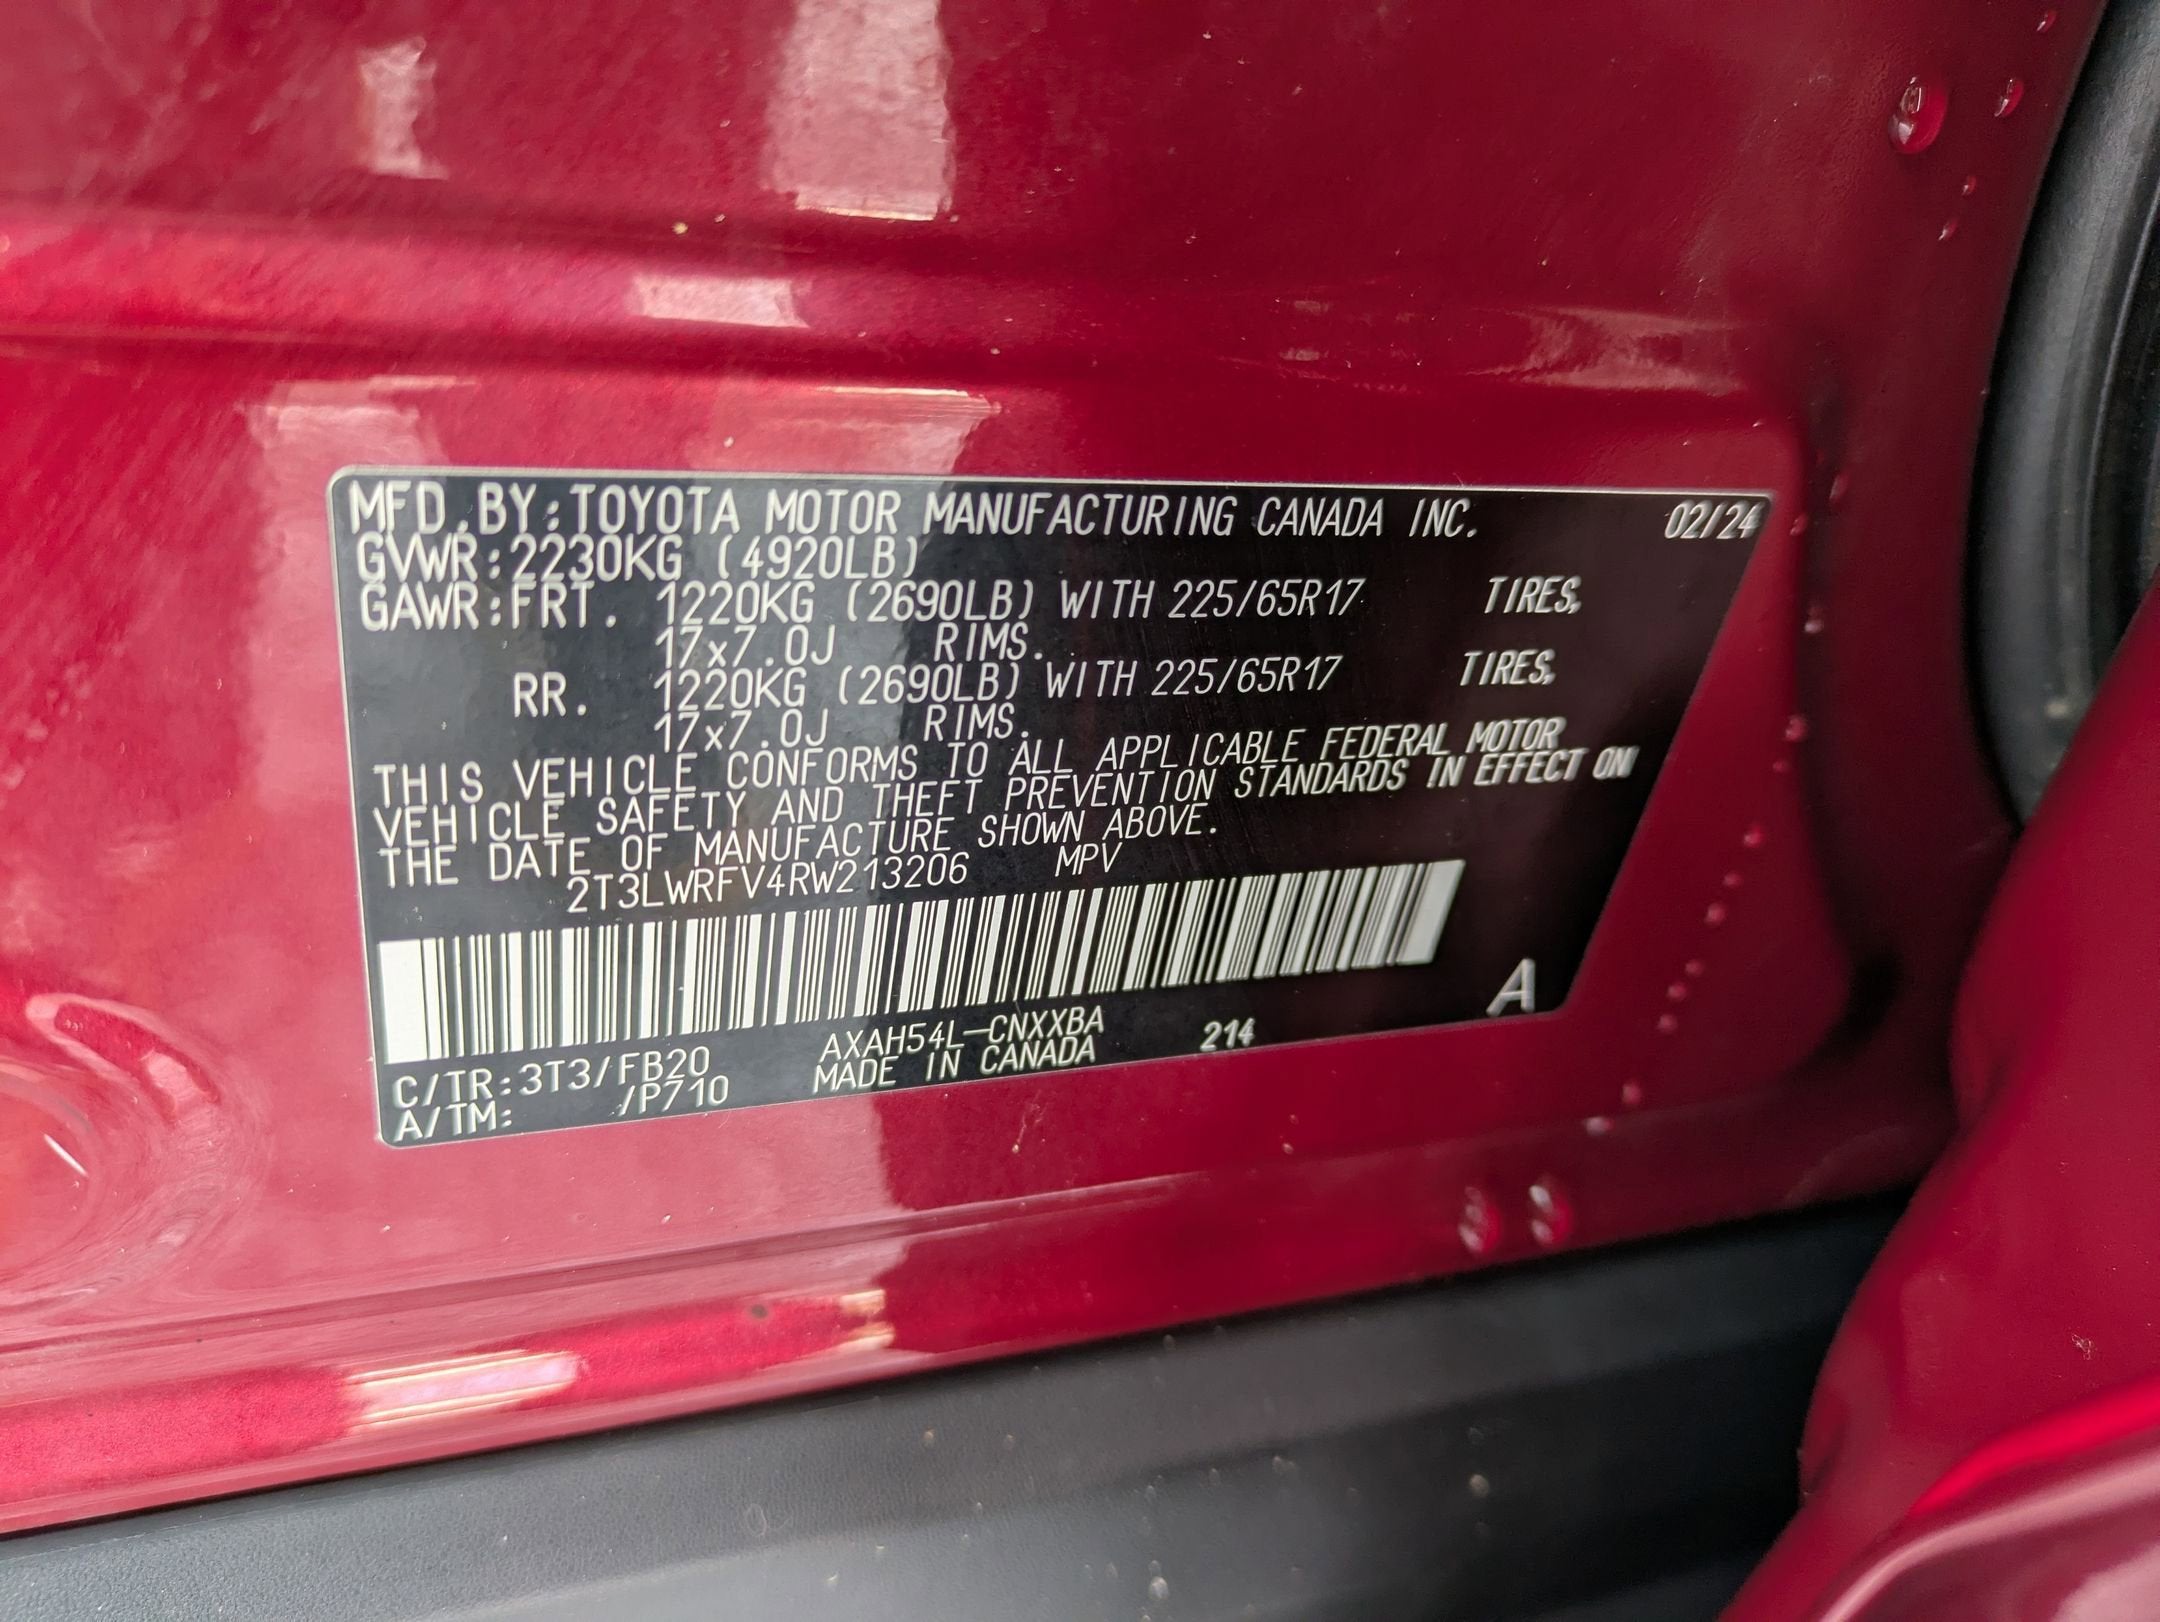 MFD.BY:TOYOTA MOTOR MANUFACTURING CANADA INC. 02/24
GVWR:2230KG (4920LB)
GAWR:FRT. 1220KG (2690LB) WITH 225/65R17 TIRES,
17x7.0J RIMS.
RR. 1220KG (2690LB) WITH 225/65R17 TIRES,
17x7.0J RIMS.
THIS VEHICLE CONFORMS TO ALL APPLICABLE FEDERAL MOTOR
VEHICLE SAFETY AND THEFT PREVENTION STANDARDS IN EFFECT ON
THE DATE OF MANUFACTURE SHOWN ABOVE.
2T3LWRFV4RW213206 MPV
A
C/TR:3T3/FB20 AXAH54L-CNXXBA 214
A/TM: /P710 MADE IN CANADA